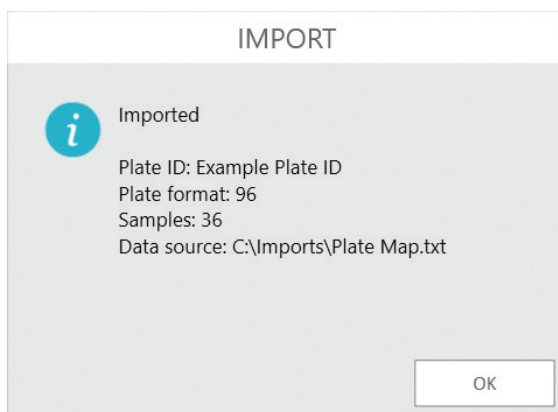 IMPORT
Imported
Plate ID: Example Plate ID
Plate format: 96
Samples: 36
Data source: C:\Imports\Plate Map.txt
OK